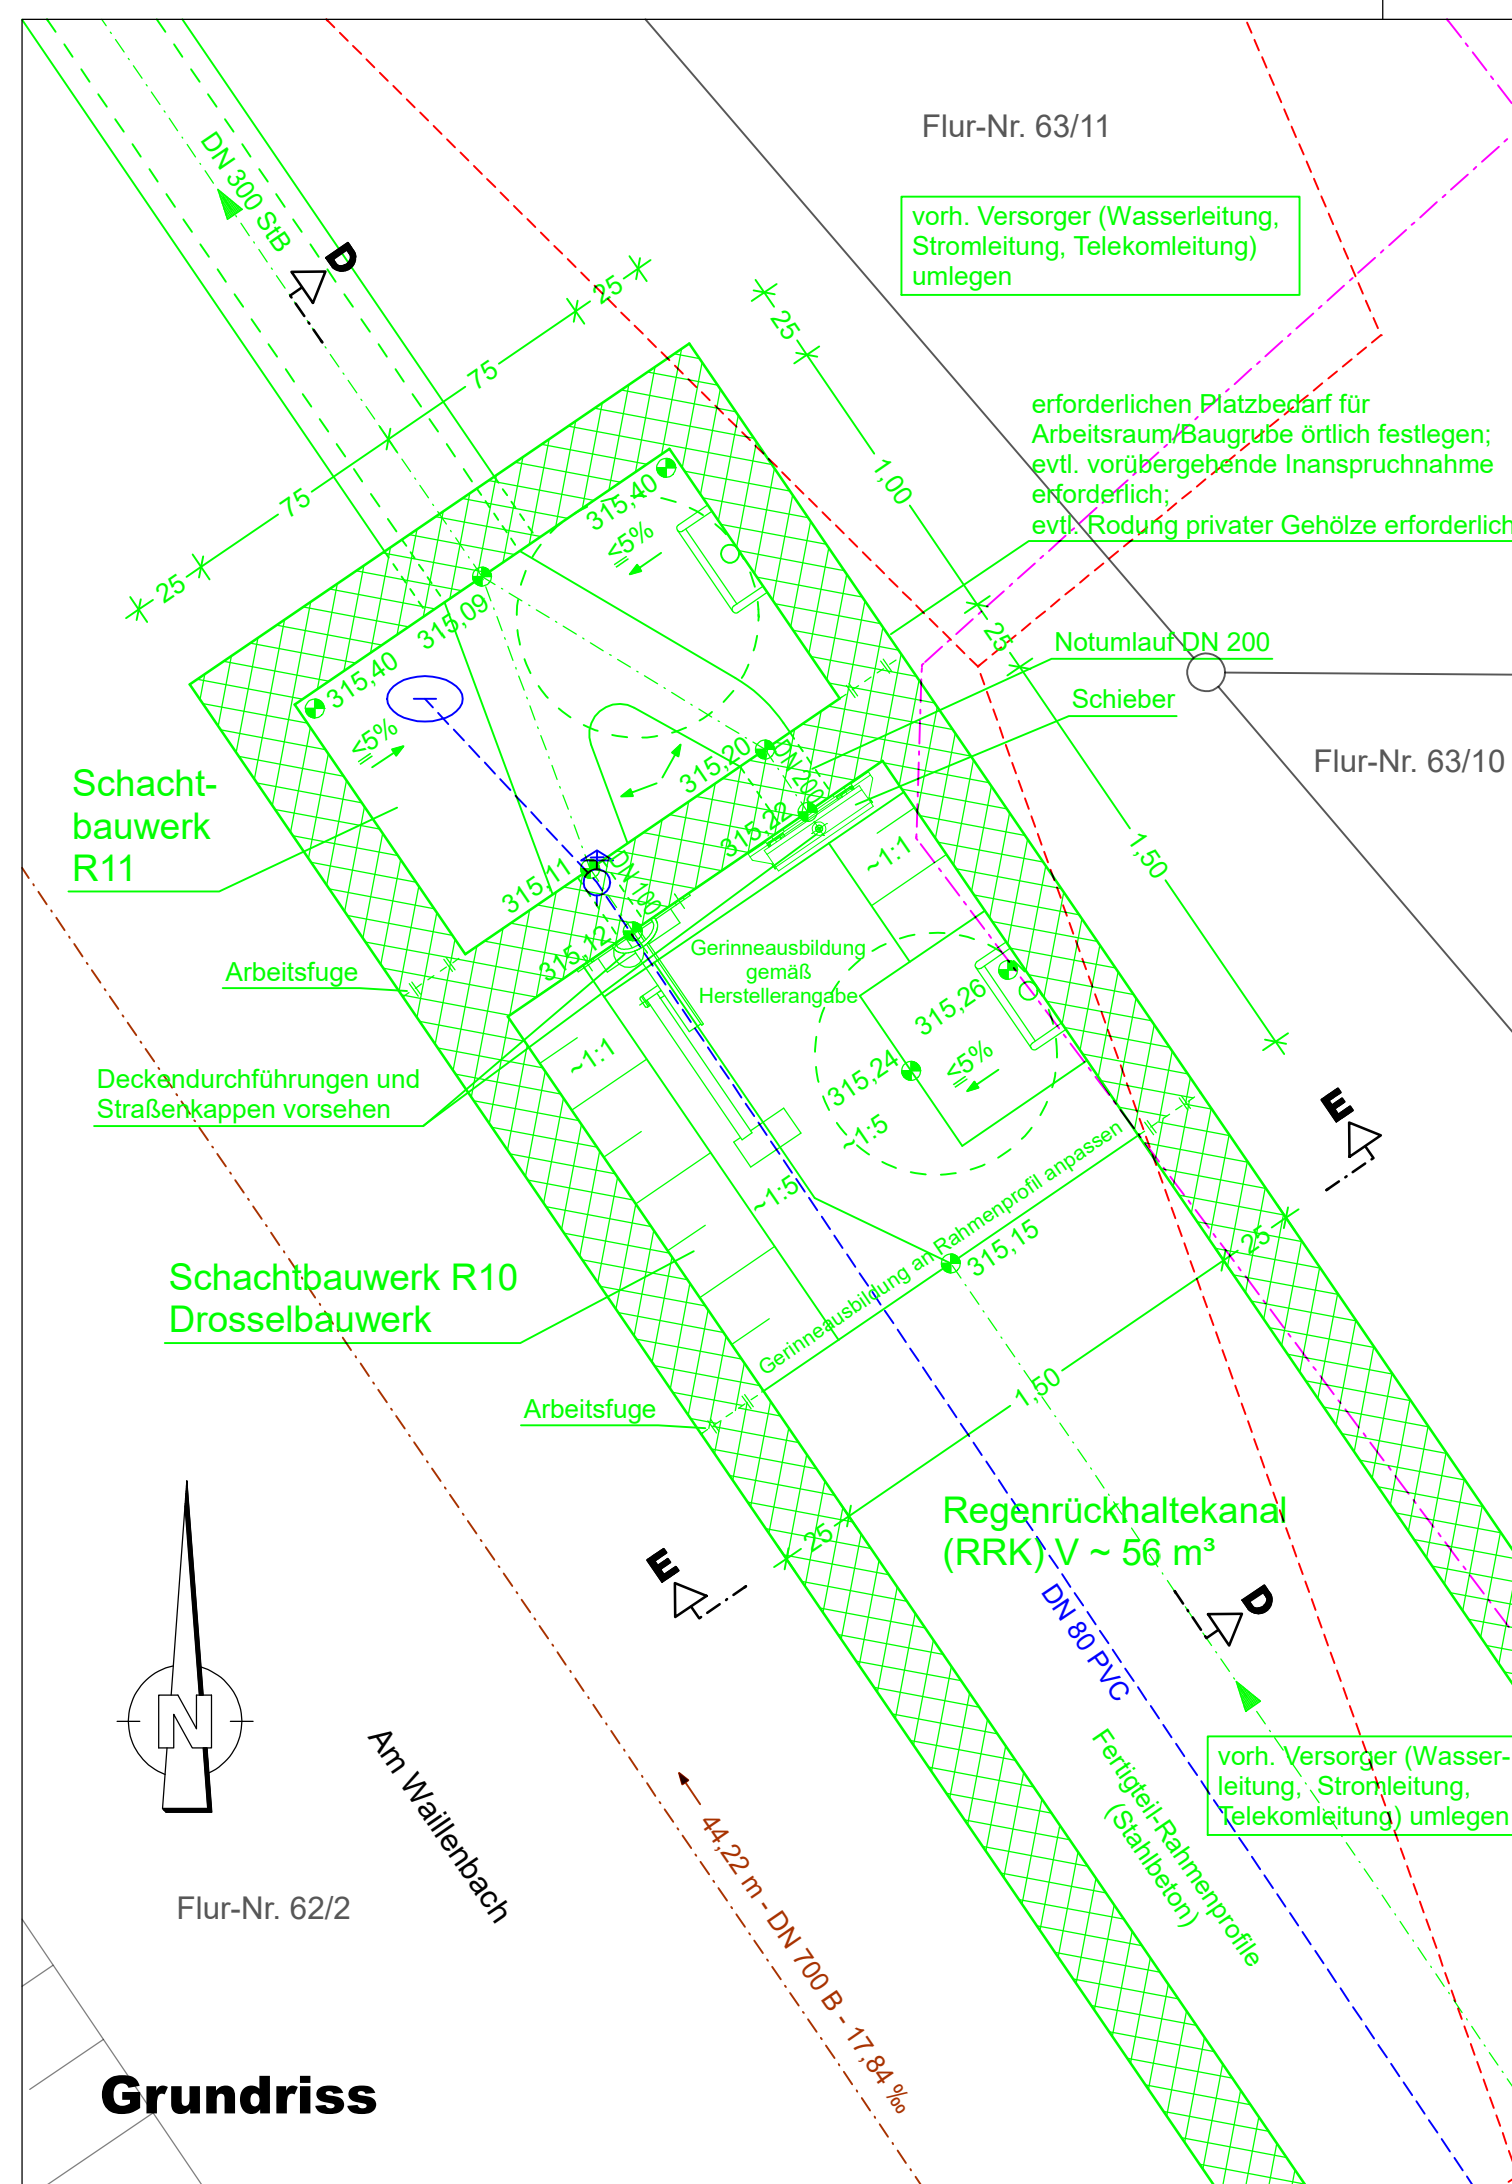 Flur-Nr. 63/11
DN 300 StB
D
vorh. Versorger (Wasserleitung,
Stromleitung, Telekomleitung)
umlegen
25
75
75
25
25
1,00
25
1,50
erforderlichen Platzbedarf für
Arbeitsraum/Baugrube örtlich festlegen;
evtl. vorübergehende Inanspruchnahme
erforderlich;
evtl. Rodung privater Gehölze erforderlich
315,40
<5%
315,09
315,40
<5%
Notumlauf DN 200
Schieber
Flur-Nr. 63/10
Schacht-
bauwerk
R11
315,20
DN 200
315,22
~1:1
315,11
DN 100
315,12
Arbeitsfuge
Gerinneausbildung
gemäß
Herstellerangabe
315,26
315,24
<5%
~1:5
~1:1
Deckendurchführungen und
Straßenkappen vorsehen
E
~1:5
Gerinneausbildung an Rahmenprofil anpassen
315,15
25
Schachtbauwerk R10
Drosselbauwerk
1,50
Arbeitsfuge
25
Regenrückhaltekanal
(RRK) V ~ 56 m³
E
D
DN 80 PVC
N
Am Waillenbach
Fertigteil-Rahmenprofile
(Stahlbeton)
vorh. Versorger (Wasser-
leitung, Stromleitung,
Telekomleitung) umlegen
44,22 m - DN 700 B - 17,84 ‰
Flur-Nr. 62/2
Grundriss